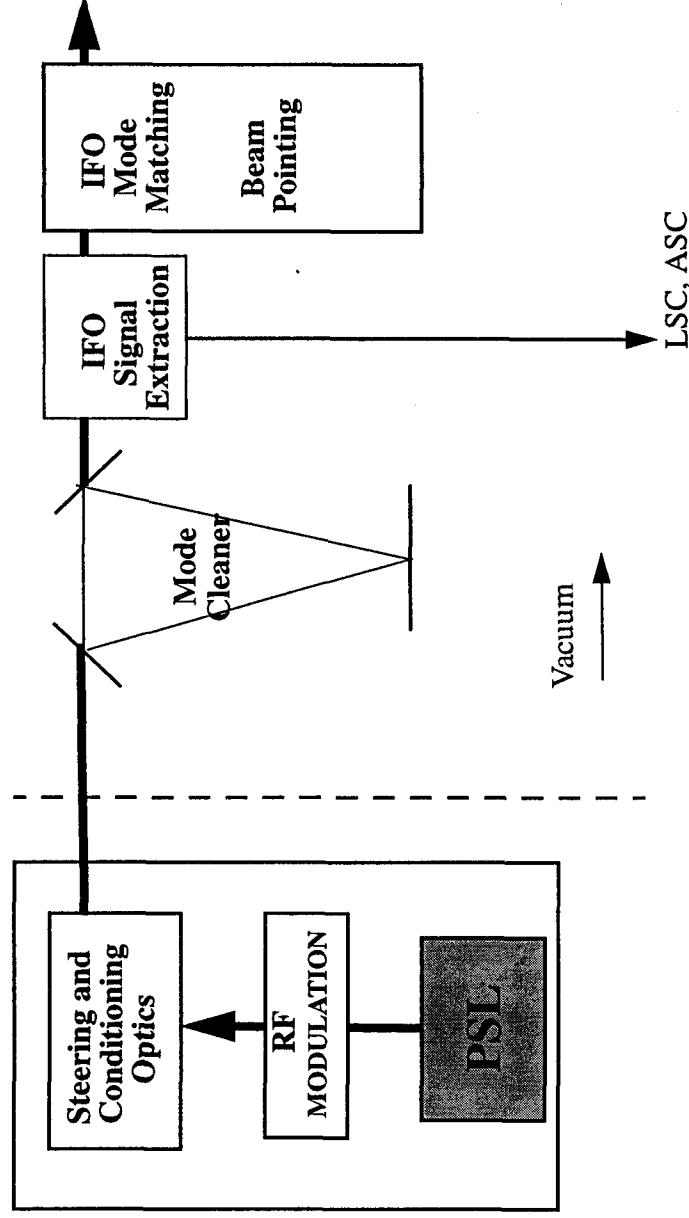 Steering and
Conditioning
Optics
RF
MODULATION
PSL
Mode
Cleaner
Vacuum
IFO
Signal
Extraction
LSC, ASC
IFO
Mode
Matching
Beam
Pointing